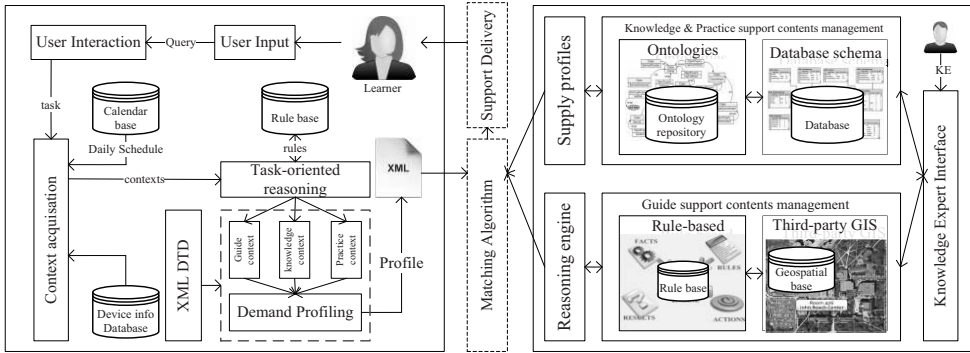 User Interaction
Query
User Input
Learner
task
Calendar
base
Daily Schedule
Rule base
rules
contexts
Task-oriented
reasoning
XML
Context acquisation
XML DTD
Guide
context
knowledge
context
Practice
context
Demand Profiling
Profile
Device info
Database
Support Delivery
Matching Algorithm
Supply profiles
Reasoning engine
Knowledge & Practice support contents management
Ontologies
Ontology
repository
Database schema
Database
KE
Knowledge Expert Interface
Guide support contents management
Rule-based
FACTS
RULES
Rule base
RESULTS
ACTIONS
Third-party GIS
Geospatial
base